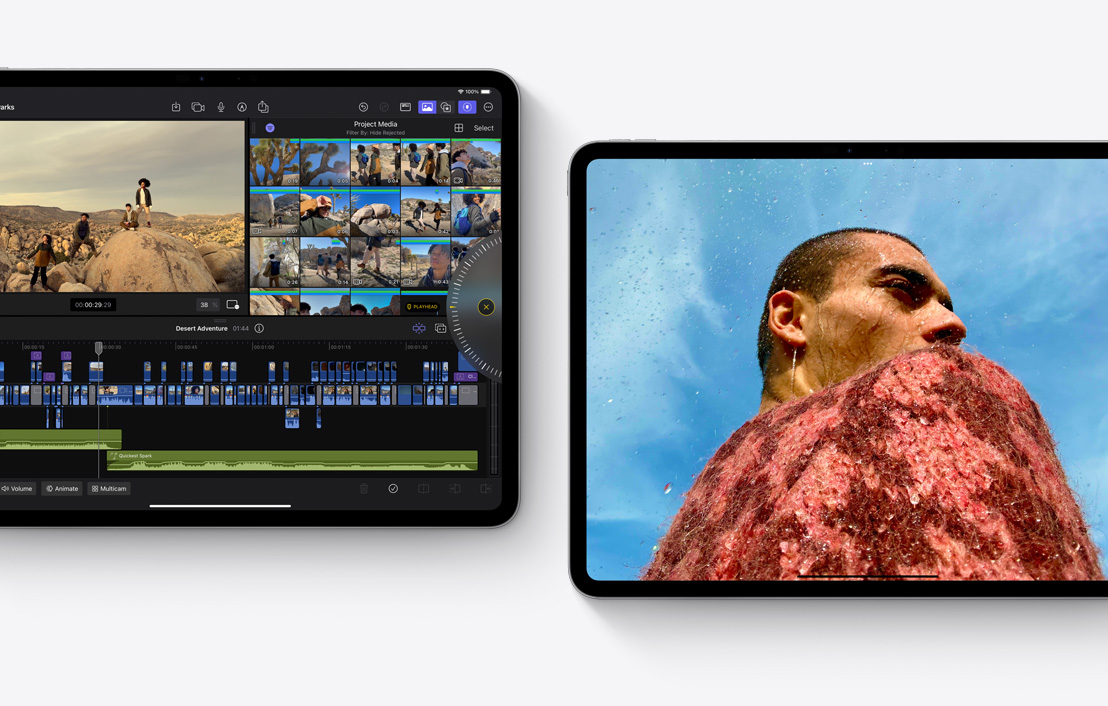 arks
100%
Project Media
Filter By: Hide Rejected
Select
00:00:29:29
38 %
PLAYHEAD
Desert Adventure 01:44
00:00:15
00:00:30
00:00:45
00:01:00
00:01:15
00:01:30
Quickest Spark
Volume
Animate
Multicam